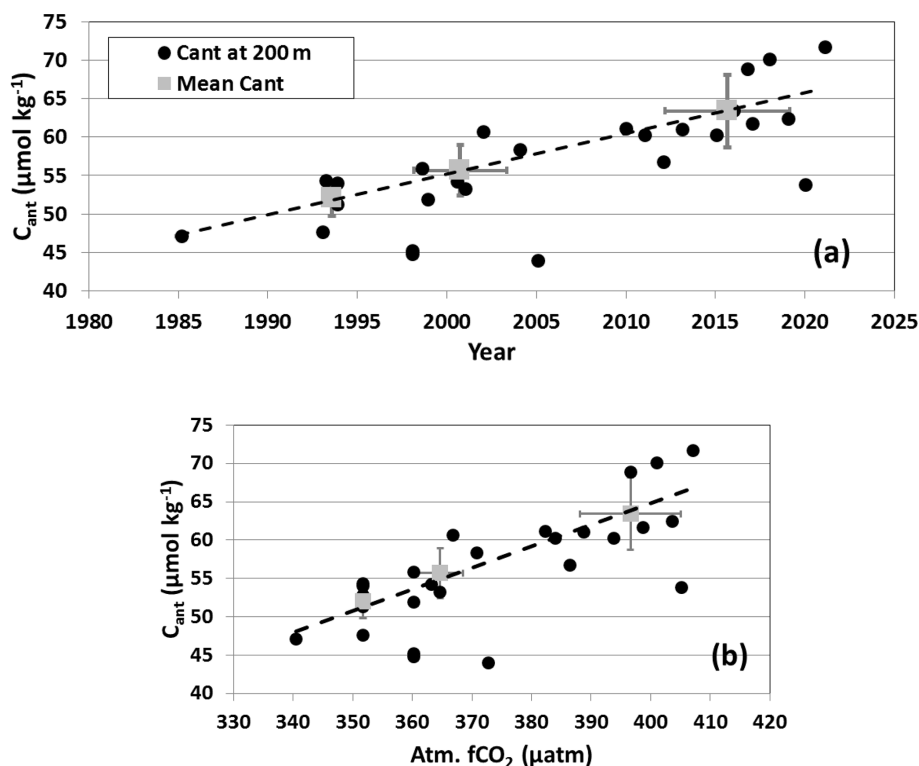 75
70
65
60
55
50
45
40
C_ant (µmol kg⁻¹)
Cant at 200 m
Mean Cant
(a)
1980 1985 1990 1995 2000 2005 2010 2015 2020 2025
Year
75
70
65
60
55
50
45
40
C_ant (µmol kg⁻¹)
(b)
330 340 350 360 370 380 390 400 410 420
Atm. fCO₂ (µatm)